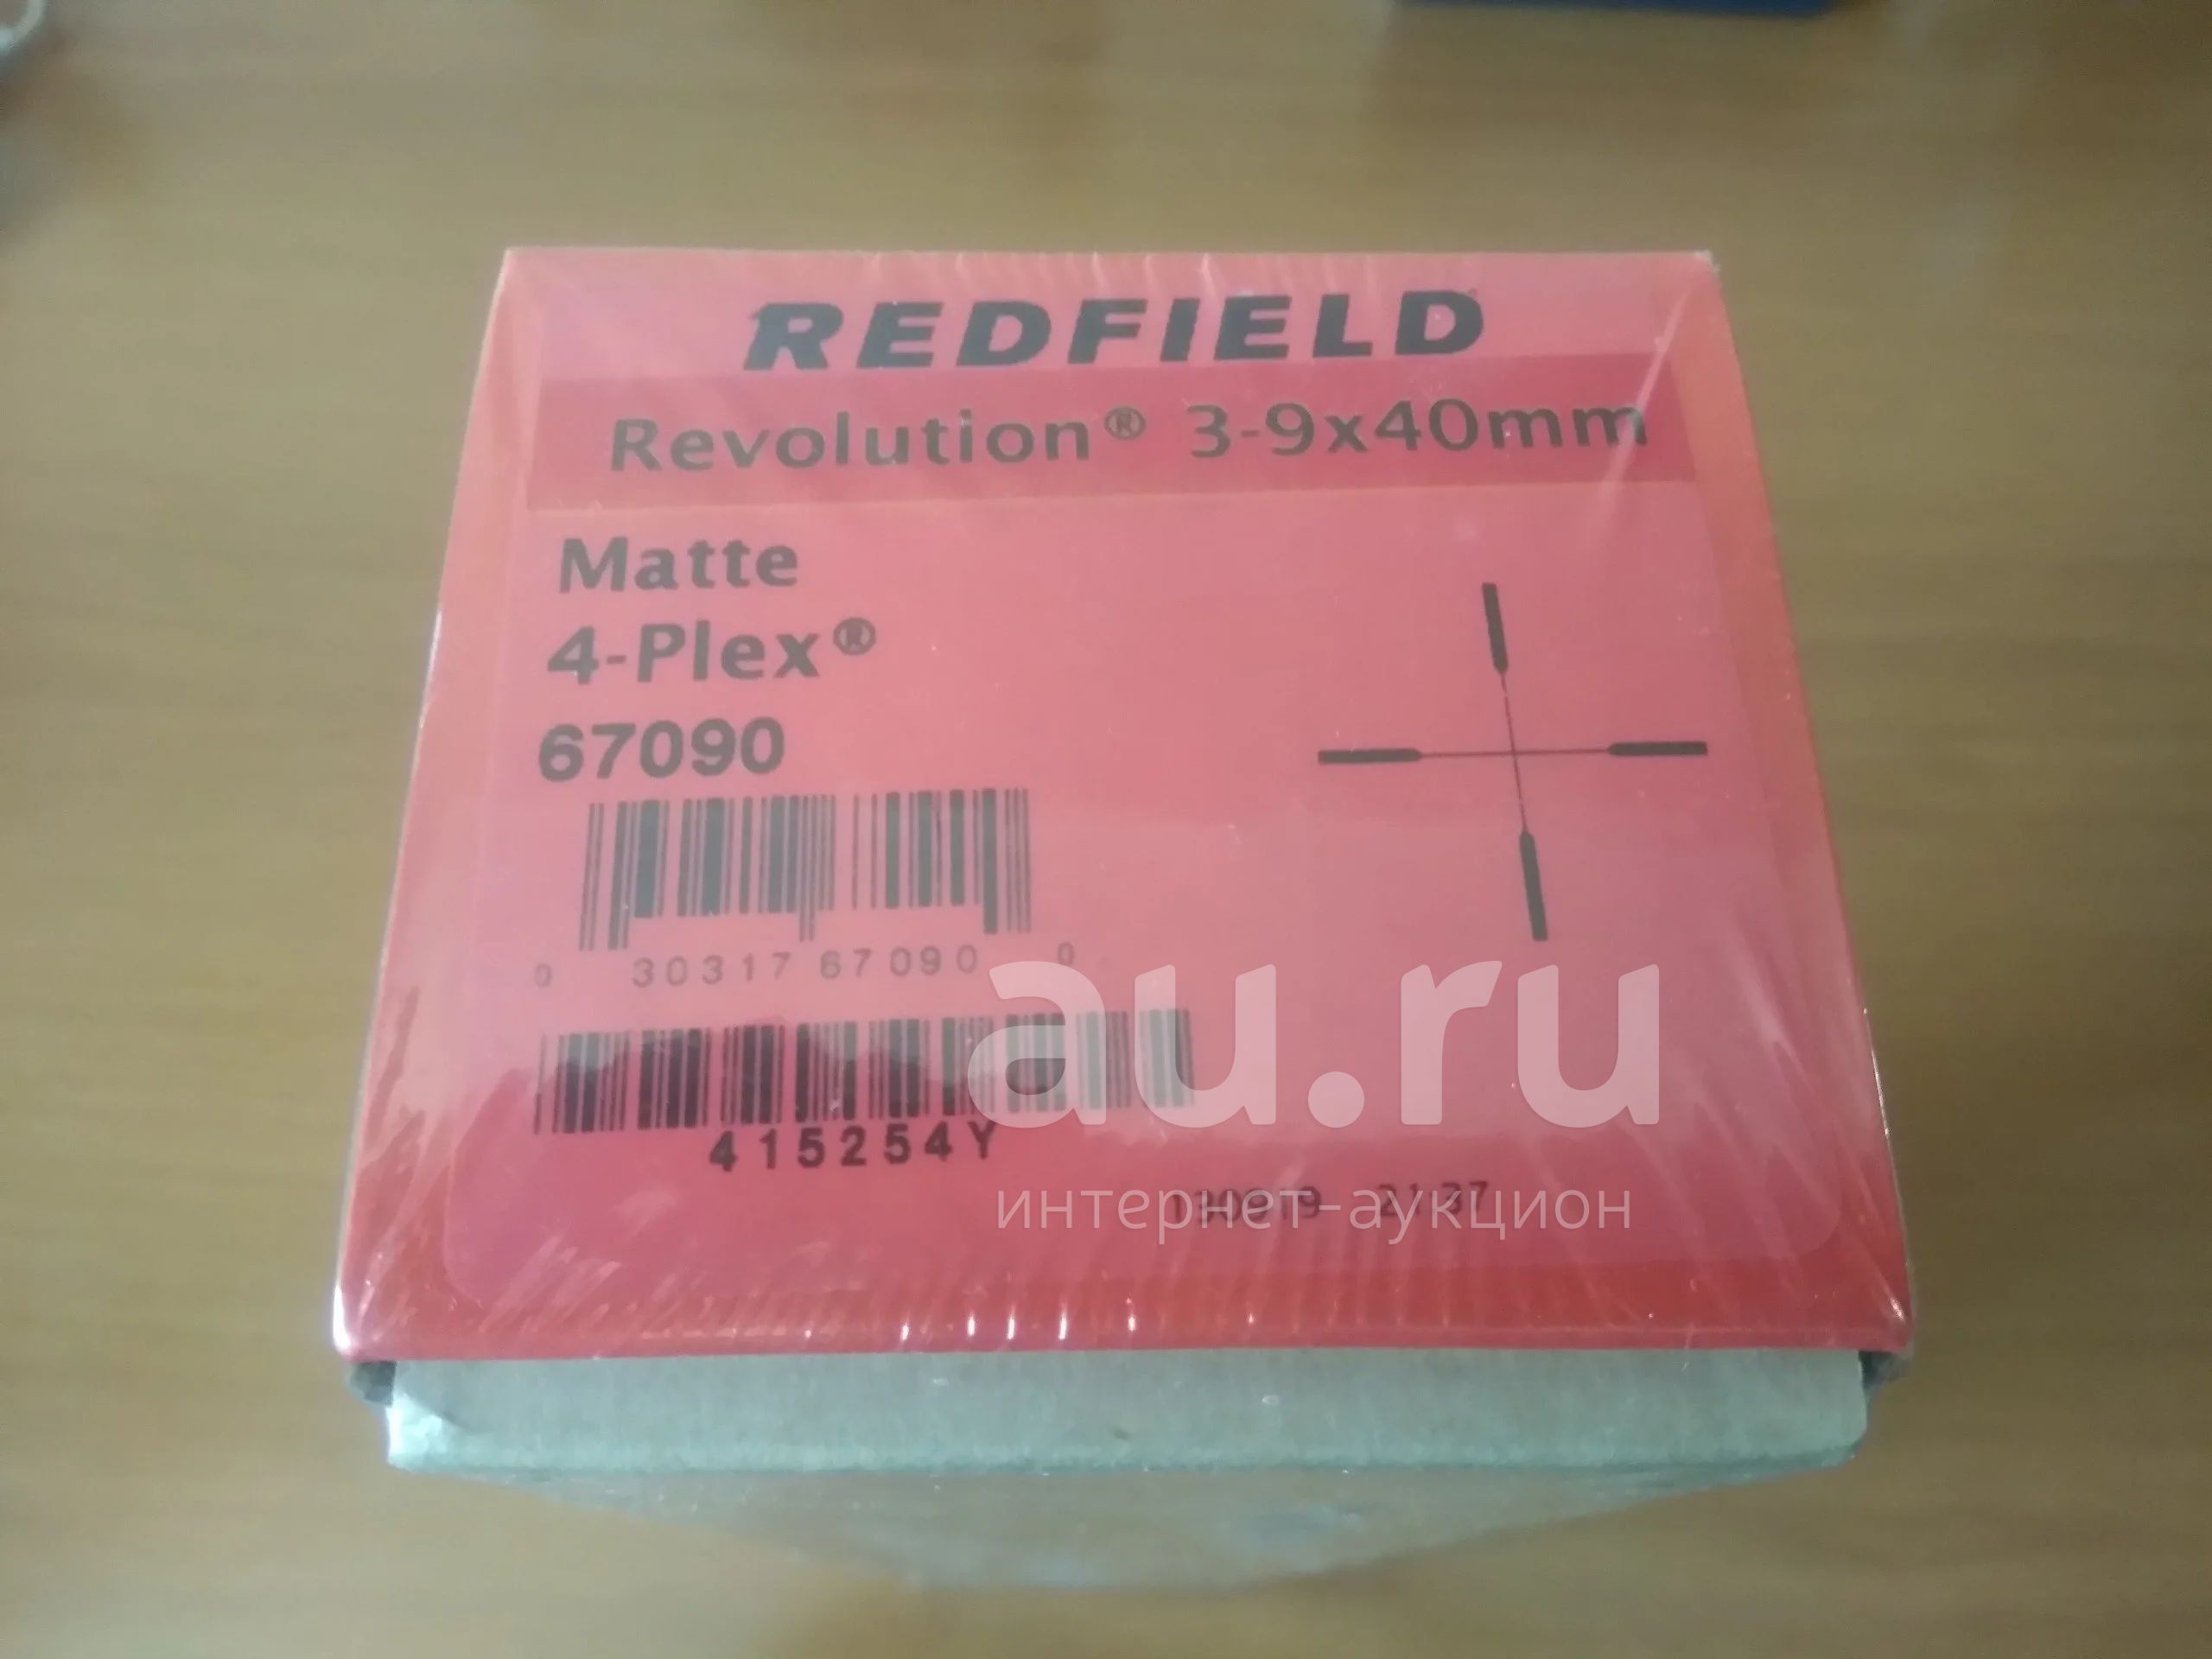 REDFIELD
Revolution® 3-9x40mm
Matte
4-Plex®
67090
0 30317 67090 0
415254Y
au.ru
интернет-аукцион